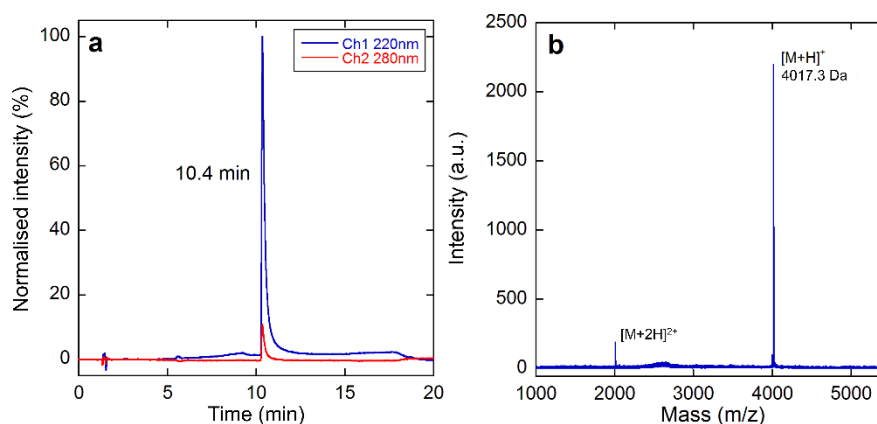 a
Ch1 220nm
Ch2 280nm
10.4 min
Normalised intensity (%)
100
80
60
40
20
0
0
5
10
15
20
Time (min)
b
[M+H]⁺
4017.3 Da
[M+2H]²⁺
Intensity (a.u.)
2500
2000
1500
1000
500
0
1000
2000
3000
4000
5000
Mass (m/z)